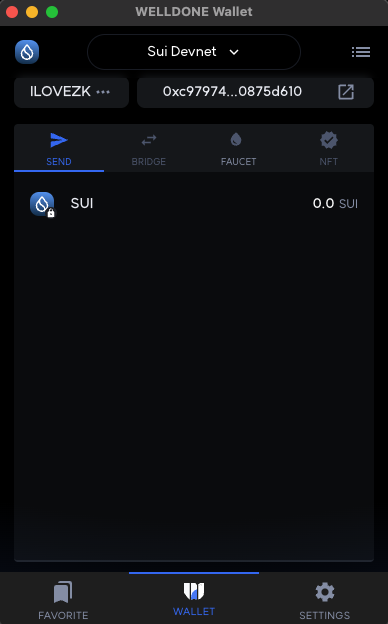 WELLDONE Wallet
Sui Devnet
ILOVEZK ••• 0xc97974...0875d610
SEND BRIDGE FAUCET NFT
SUI 0.0 SUI
FAVORITE WALLET SETTINGS